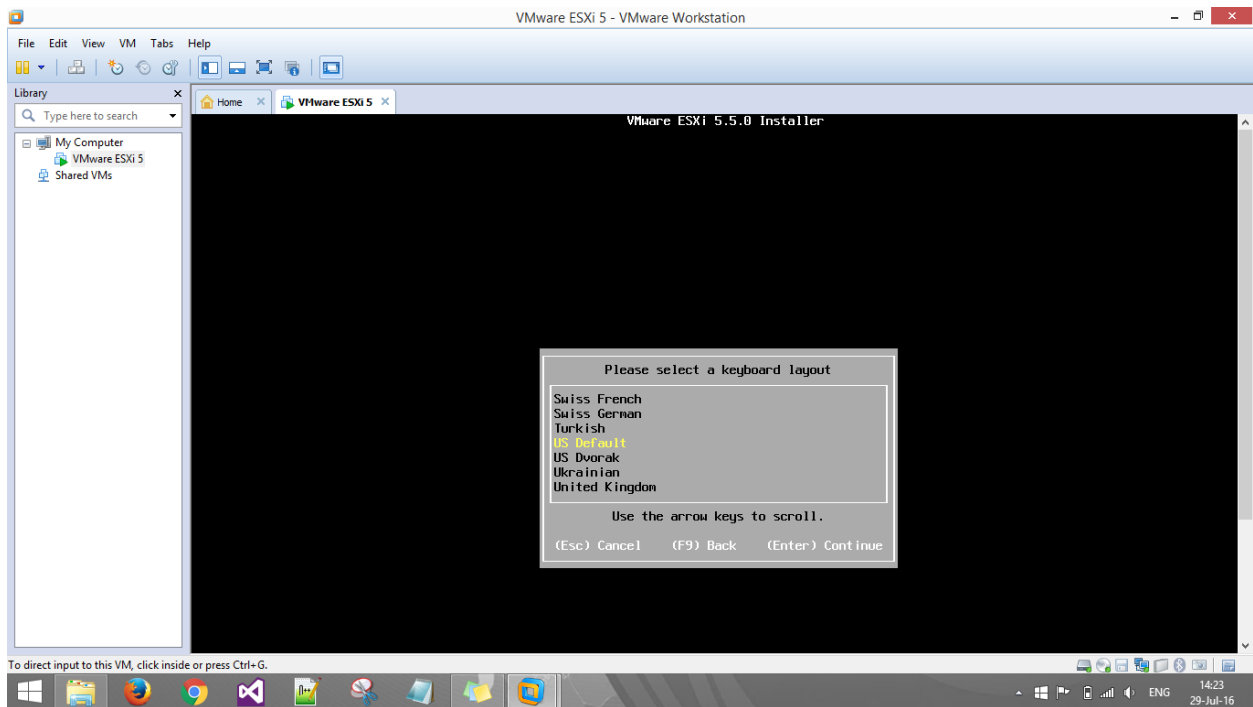 VMware ESXi 5 - VMware Workstation
File Edit View VM Tabs Help
Library
Type here to search
My Computer
VMware ESXi 5
Shared VMs
Home
VMware ESXi 5
VMware ESXi 5.5.0 Installer
Please select a keyboard layout
Swiss French
Swiss German
Turkish
US Default
US Dvorak
Ukrainian
United Kingdom
Use the arrow keys to scroll.
(Esc) Cancel (F9) Back (Enter) Continue
To direct input to this VM, click inside or press Ctrl+G.
ENG
14:23
29-Jul-16